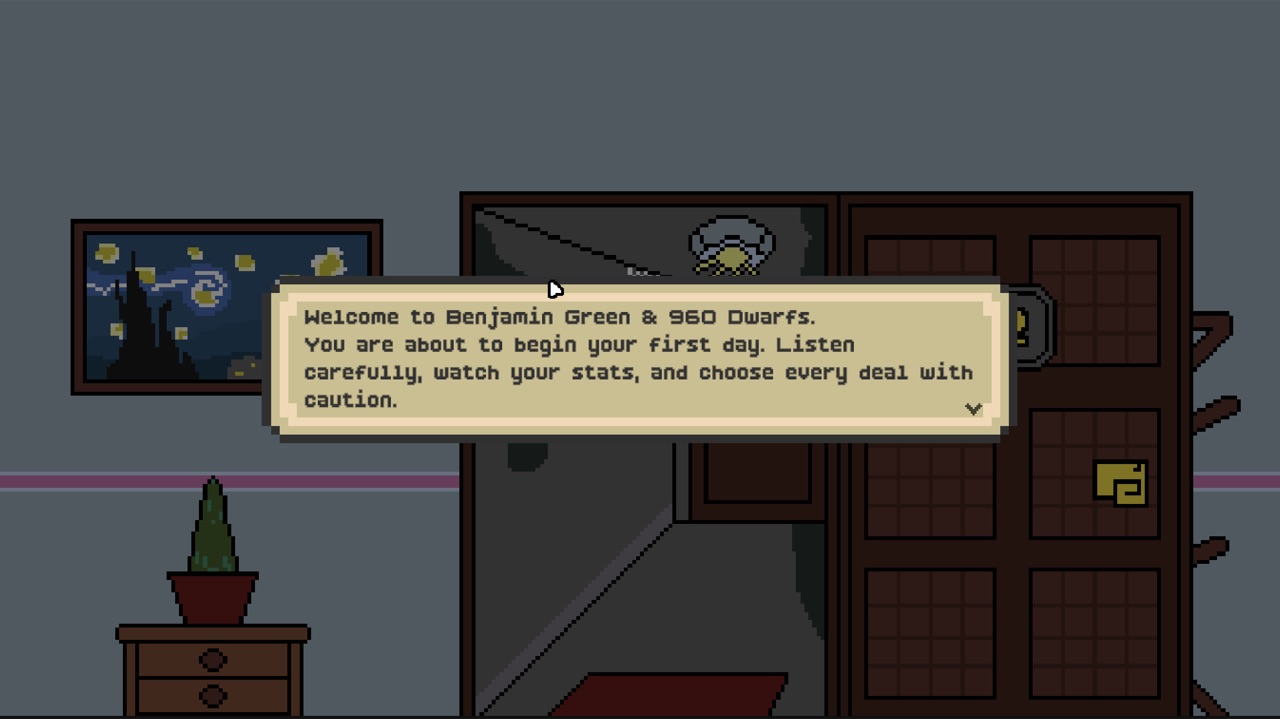 Welcome to Benjamin Green & 960 Dwarfs.
You are about to begin your first day. Listen
carefully, watch your stats, and choose every deal with
caution.